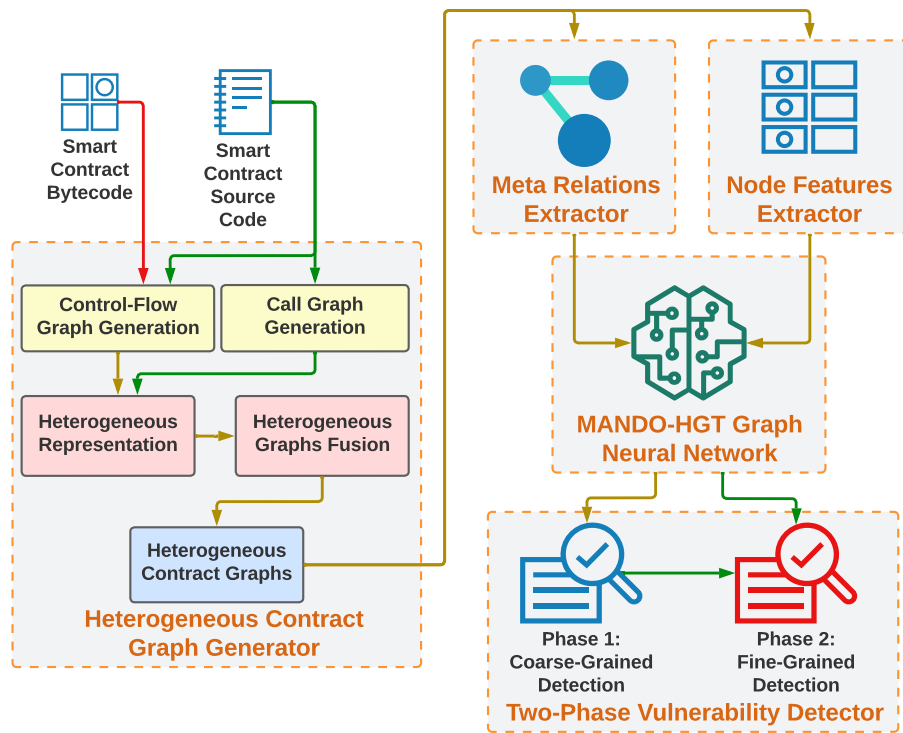 Smart
Contract
Bytecode
Smart
Contract
Source
Code
Control-Flow
Graph Generation
Call Graph
Generation
Heterogeneous
Representation
Heterogeneous
Graphs Fusion
Heterogeneous
Contract Graphs
Heterogeneous Contract
Graph Generator
Meta Relations
Extractor
Node Features
Extractor
MANDO-HGT Graph
Neural Network
Phase 1:
Coarse-Grained
Detection
Phase 2:
Fine-Grained
Detection
Two-Phase Vulnerability Detector